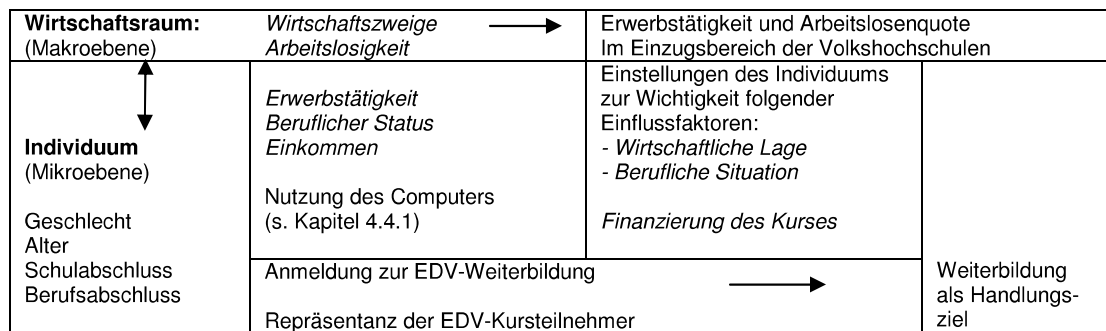 Wirtschaftsraum:
(Makroebene)
Wirtschaftszweige
Arbeitslosigkeit
Erwerbstätigkeit und Arbeitslosenquote
Im Einzugsbereich der Volkshochschulen
Individuum
(Mikroebene)
Geschlecht
Alter
Schulabschluss
Berufsabschluss
Erwerbstätigkeit
Beruflicher Status
Einkommen
Nutzung des Computers
(s. Kapitel 4.4.1)
Einstellungen des Individuums
zur Wichtigkeit folgender
Einflussfaktoren:
- Wirtschaftliche Lage
- Berufliche Situation
Finanzierung des Kurses
Anmeldung zur EDV-Weiterbildung
Repräsentanz der EDV-Kursteilnehmer
Weiterbildung
als Handlungs-
ziel